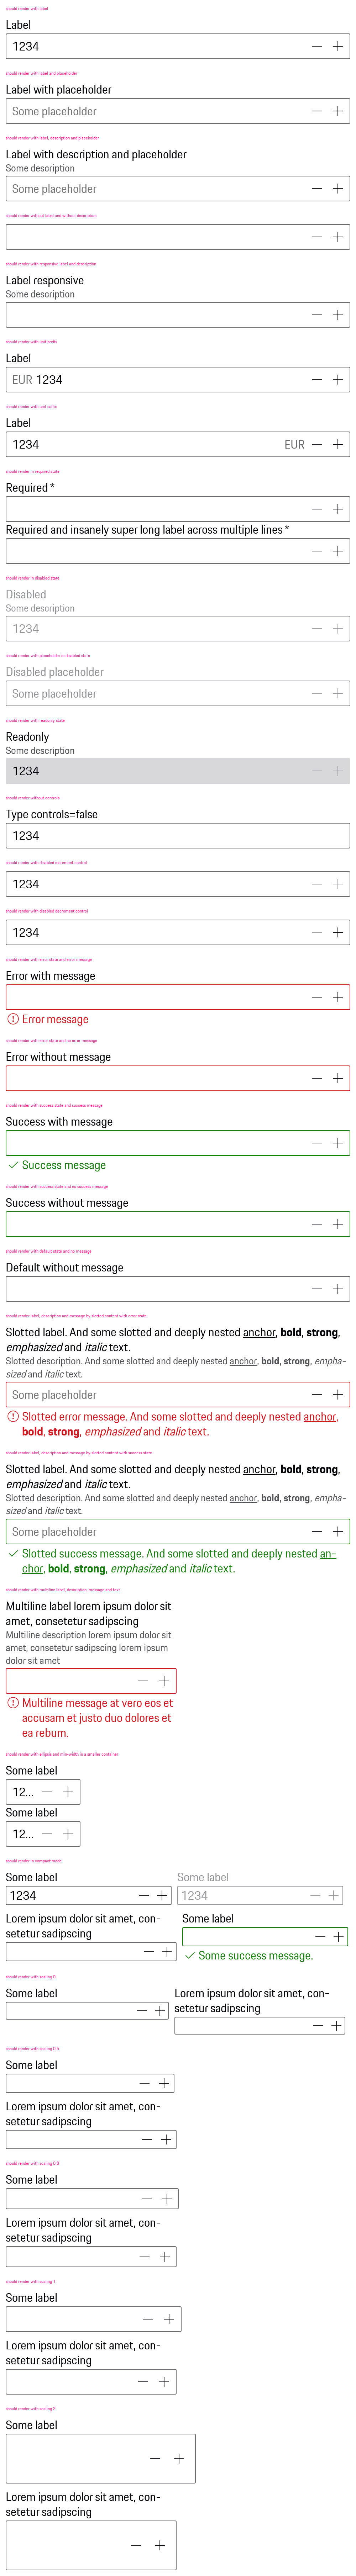 should render with label
Label
1234
should render with label and placeholder
Label with placeholder
Some placeholder
should render with label, description and placeholder
Label with description and placeholder
Some description
Some placeholder
should render without label and without description
should render with responsive label and description
Label responsive
Some description
should render with unit prefix
Label
EUR 1234
should render with unit suffix
Label
1234 EUR
should render in required state
Required *
Required and insanely super long label across multiple lines *
should render in disabled state
Disabled
Some description
1234
should render with placeholder in disabled state
Disabled placeholder
Some placeholder
should render with readonly state
Readonly
Some description
1234
should render without controls
Type controls=false
1234
should render with disabled increment control
1234
should render with disabled decrement control
1234
should render with error state and error message
Error with message
Error message
should render with error state and no error message
Error without message
should render with success state and success message
Success with message
Success message
should render with success state and no success message
Success without message
should render with default state and no message
Default without message
should render label, description and message by slotted content with error state
Slotted label. And some slotted and deeply nested anchor, bold, strong,
emphasized and italic text.
Slotted description. And some slotted and deeply nested anchor, bold, strong, empha-
sized and italic text.
Some placeholder
Slotted error message. And some slotted and deeply nested anchor,
bold, strong, emphasized and italic text.
should render label, description and message by slotted content with success state
Slotted label. And some slotted and deeply nested anchor, bold, strong,
emphasized and italic text.
Slotted description. And some slotted and deeply nested anchor, bold, strong, empha-
sized and italic text.
Some placeholder
Slotted success message. And some slotted and deeply nested an-
chor, bold, strong, emphasized and italic text.
should render with multiline label, description, message and text
Multiline label lorem ipsum dolor sit
amet, consetetur sadipscing
Multiline description lorem ipsum dolor sit
amet, consetetur sadipscing lorem ipsum
dolor sit amet
Multiline message at vero eos et
accusam et justo duo dolores et
ea rebum.
should render with ellipsis and min-width in a smaller container
Some label
12...
Some label
12...
should render in compact mode
Some label
1234
Some label
1234
Lorem ipsum dolor sit amet, con-
setetur sadipscing
Some label
Some success message.
should render with scaling 0
Some label
Lorem ipsum dolor sit amet, con-
setetur sadipscing
should render with scaling 0.5
Some label
Lorem ipsum dolor sit amet, con-
setetur sadipscing
should render with scaling 0.8
Some label
Lorem ipsum dolor sit amet, con-
setetur sadipscing
should render with scaling 1
Some label
Lorem ipsum dolor sit amet, con-
setetur sadipscing
should render with scaling 2
Some label
Lorem ipsum dolor sit amet, con-
setetur sadipscing